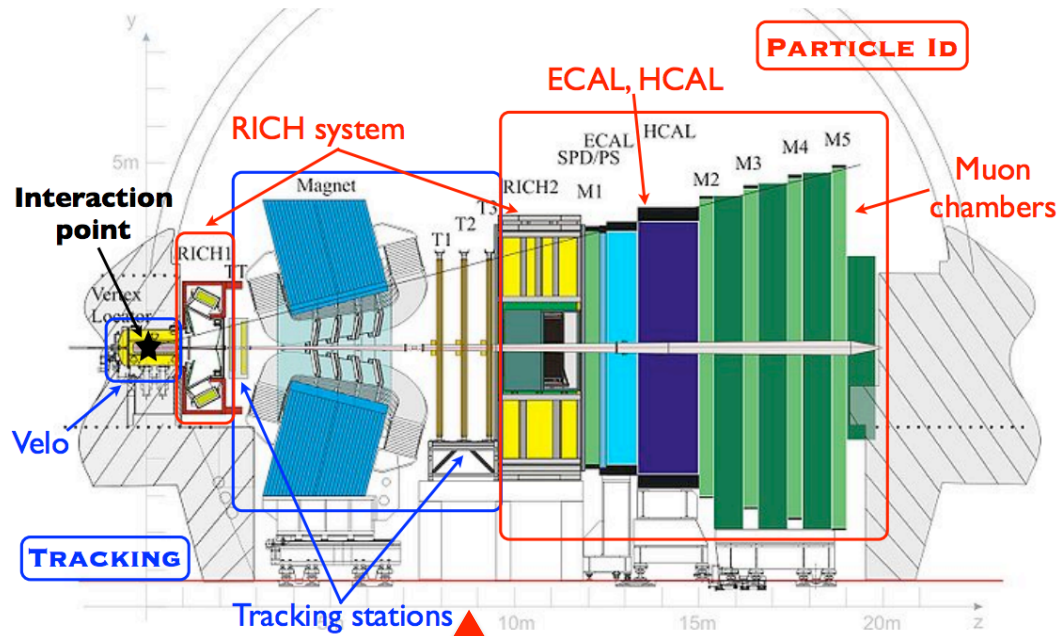 y
PARTICLE ID
ECAL, HCAL
RICH system
5m
Magnet
RICH2
SPD/PS
ECAL
HCAL
M1
M2
M3
M4
M5
Muon
chambers
Interaction
point
RICH1
TT
T1
T2
T3
Vertex
Locator
Velo
TRACKING
Tracking stations
10m
15m
20m
z